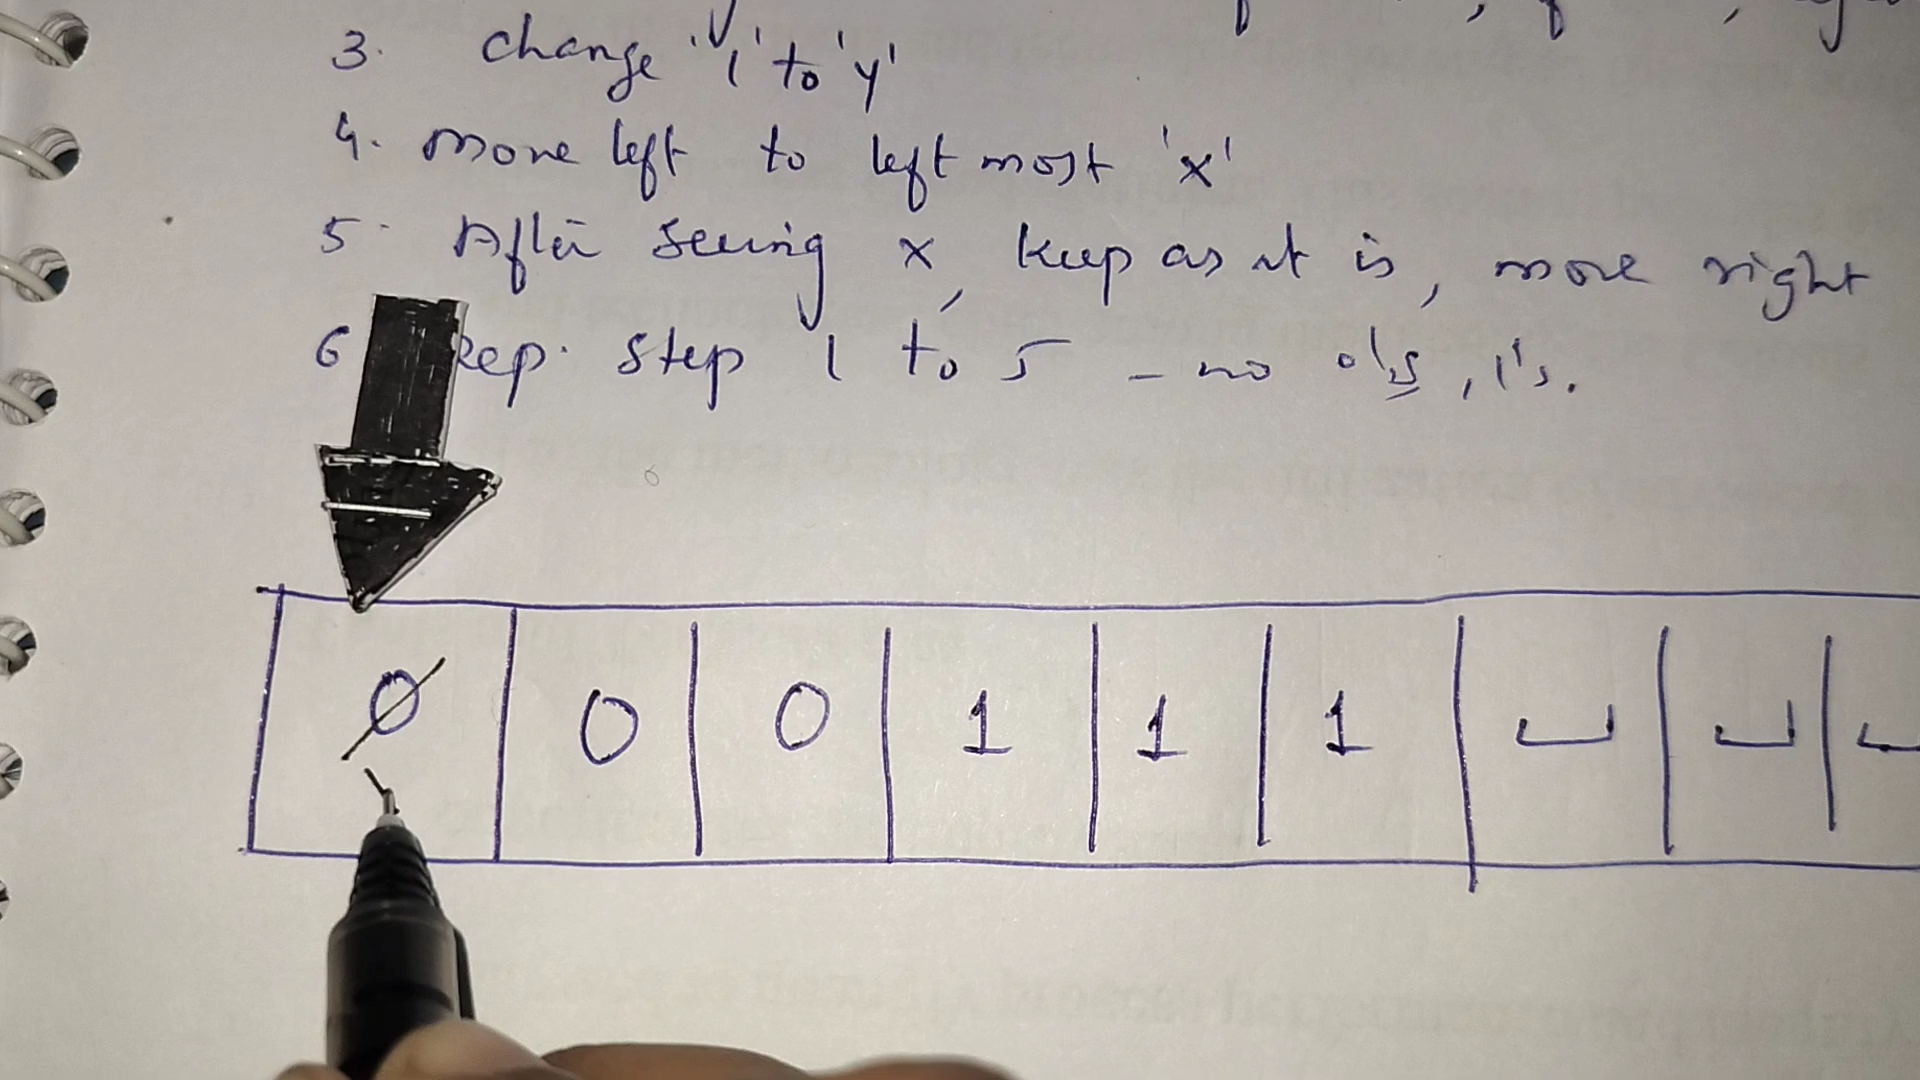 3. change '1' to 'y'
4. move left to left most 'x'
5. After seeing x, keep as it is, move right
6 Rep. step 1 to 5 - no 0's, 1's.
0 0 0 1 1 1 ⊔ ⊔ ⊔